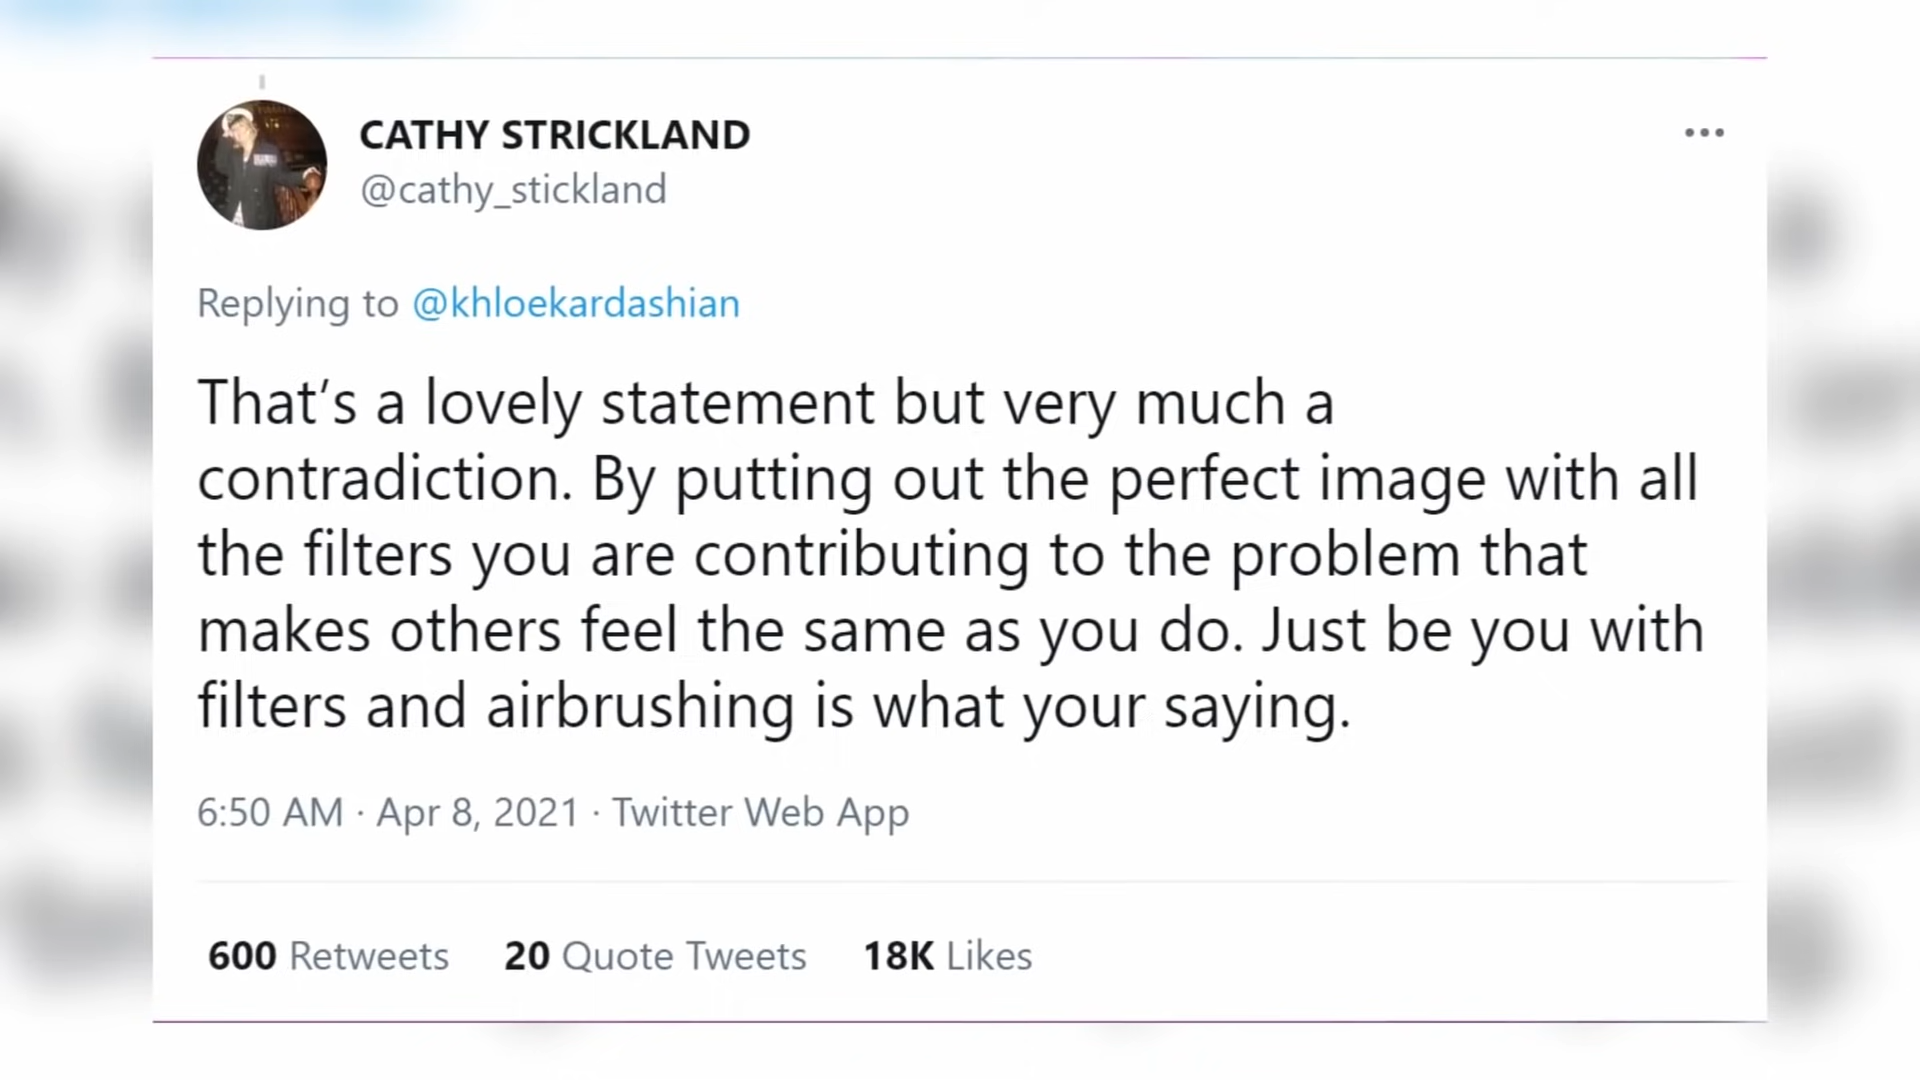 CATHY STRICKLAND
@cathy_stickland
Replying to @khloekardashian
That’s a lovely statement but very much a
contradiction. By putting out the perfect image with all
the filters you are contributing to the problem that
makes others feel the same as you do. Just be you with
filters and airbrushing is what your saying.
6:50 AM · Apr 8, 2021 · Twitter Web App
600 Retweets 20 Quote Tweets 18K Likes